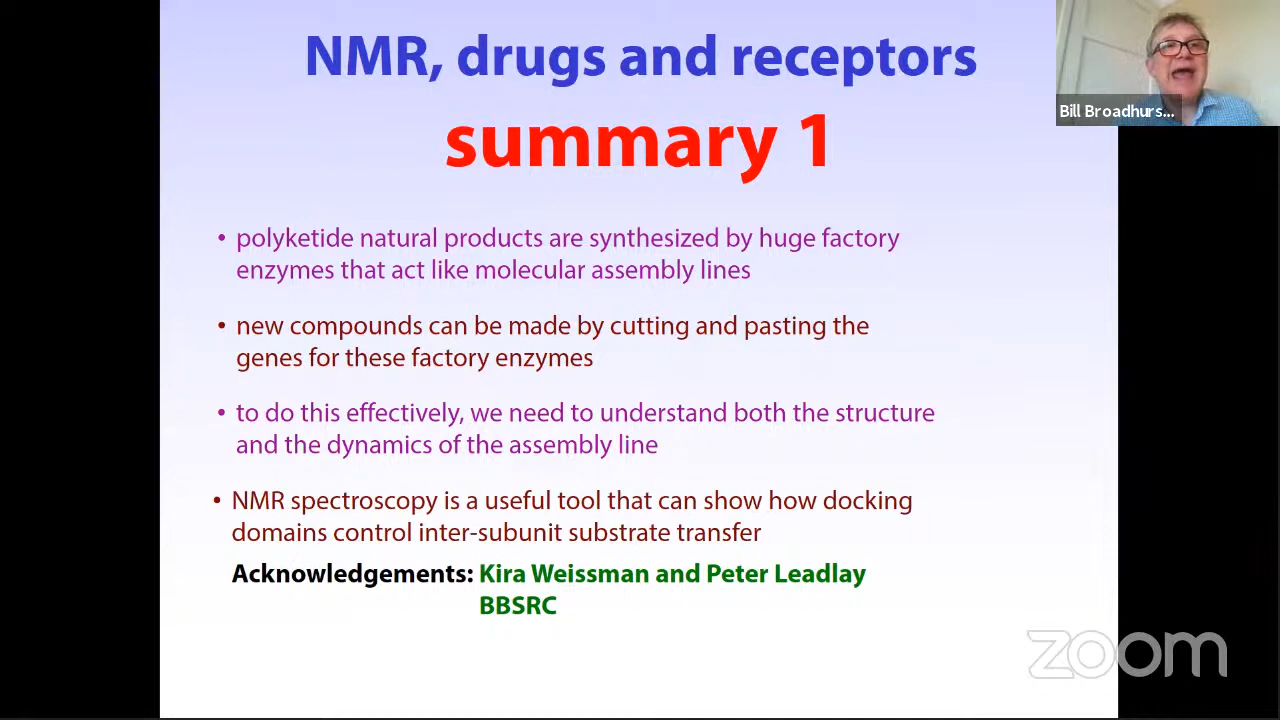 NMR, drugs and receptors
summary 1
Bill Broadhurs...
• polyketide natural products are synthesized by huge factory
enzymes that act like molecular assembly lines
• new compounds can be made by cutting and pasting the
genes for these factory enzymes
• to do this effectively, we need to understand both the structure
and the dynamics of the assembly line
• NMR spectroscopy is a useful tool that can show how docking
domains control inter-subunit substrate transfer
Acknowledgements: Kira Weissman and Peter Leadlay
BBSRC
zoom